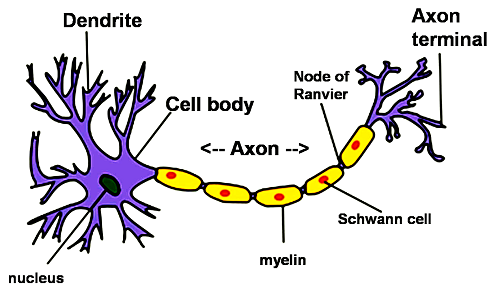 Dendrite
Axon
terminal
Node of
Ranvier
Cell body
<-- Axon -->
Schwann cell
myelin
nucleus